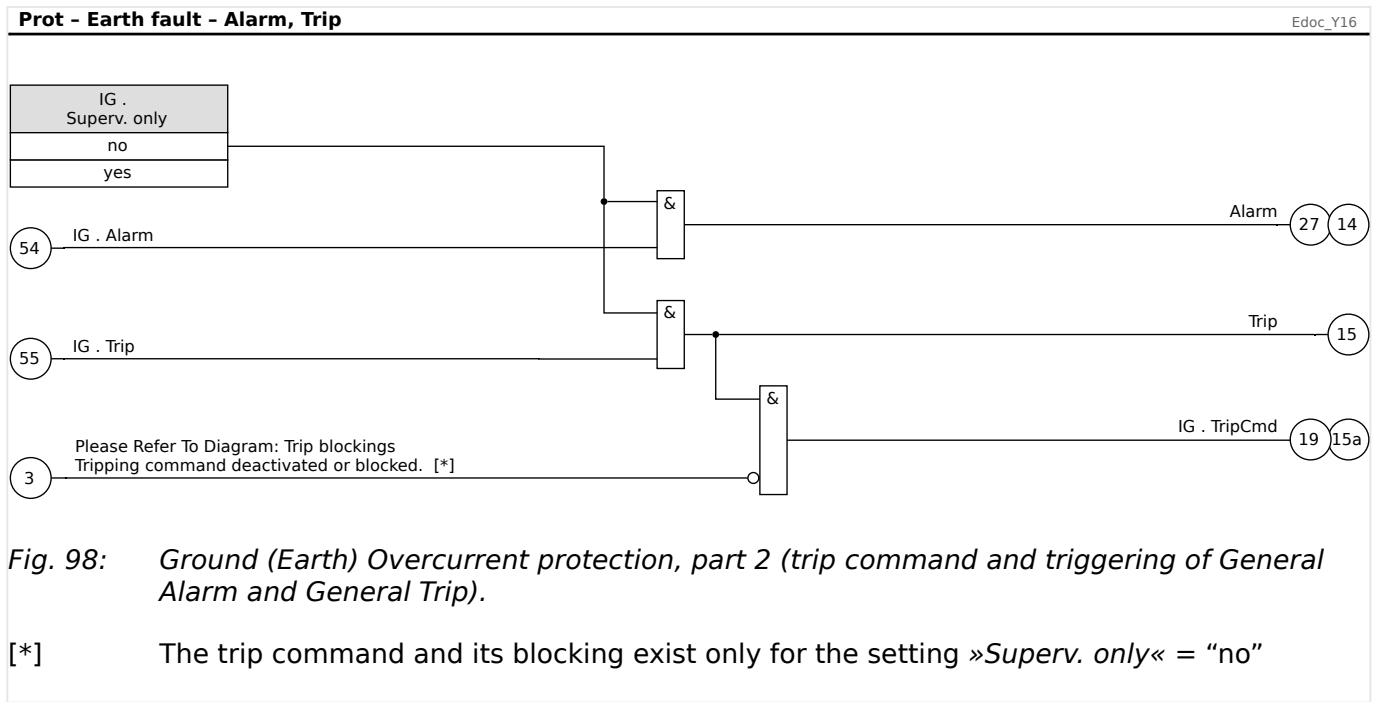 Prot – Earth fault – Alarm, Trip
Edoc_Y16
IG .
Superv. only
no
yes
&
Alarm
27 14
54
IG . Alarm
&
Trip
15
55
IG . Trip
&
IG . TripCmd
19 15a
Please Refer To Diagram: Trip blockings
Tripping command deactivated or blocked. [*]
3
Fig. 98: Ground (Earth) Overcurrent protection, part 2 (trip command and triggering of General
Alarm and General Trip).
[*] The trip command and its blocking exist only for the setting »Superv. only« = “no”